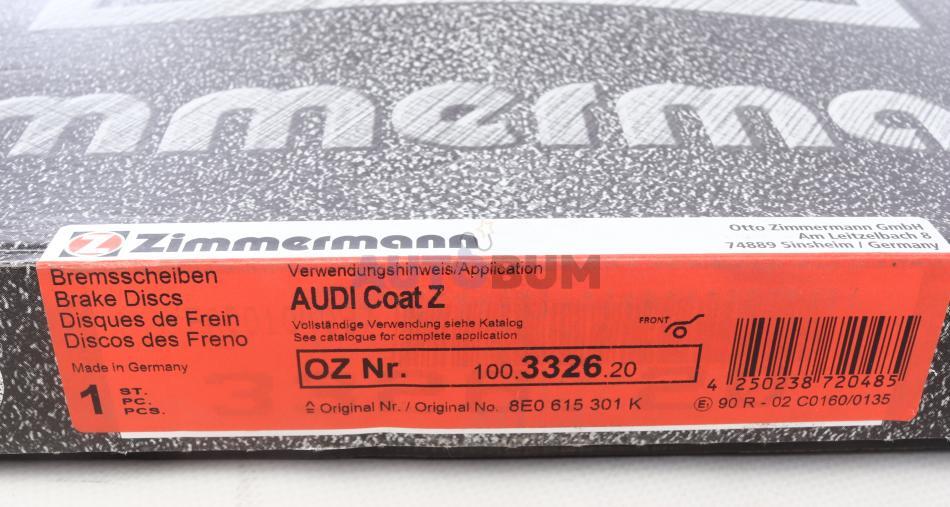 mmerma
Zimmermann
Otto Zimmermann GmbH
Am Leitzelbach 8
74889 Sinsheim / Germany
Bremsscheiben
Brake Discs
Disques de Frein
Discos des Freno
Made in Germany
1 ST.
PC.
PCS.
Verwendungshinweis/Application
AUTOBUM
AUDI Coat Z
Vollständige Verwendung siehe Katalog
See catalogue for complete application
FRONT
OZ Nr. 100.3326.20
≙ Original Nr. / Original No. 8E0 615 301 K
4 250238 720485
E1 90 R - 02 C0160/0135